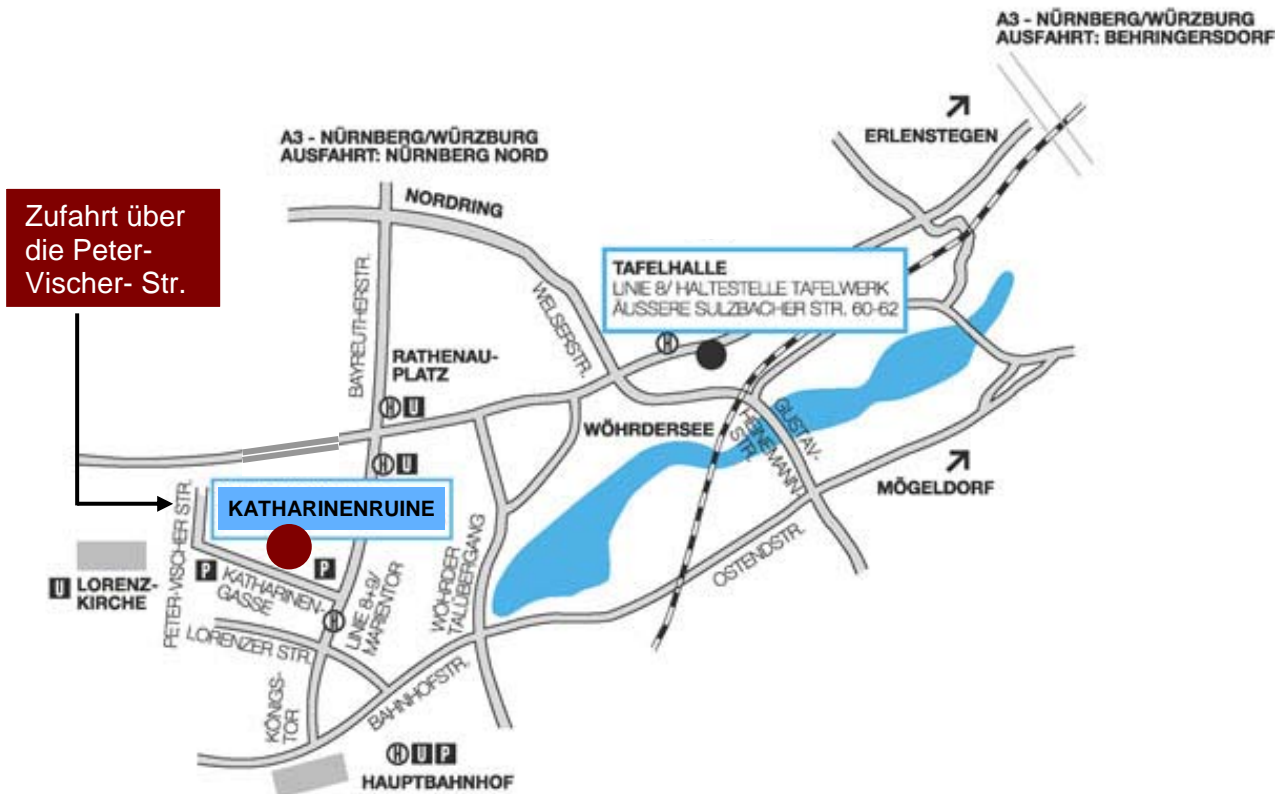 A3 - NÜRNBERG/WÜRZBURG
AUSFAHRT: BEHRINGERSDORF
ERLENSTEGEN
A3 - NÜRNBERG/WÜRZBURG
AUSFAHRT: NÜRNBERG NORD
Zufahrt über
die Peter-
Vischer- Str.
NORDRING
TAFELHALLE
LINIE 8/ HALTESTELLE TAFELWERK
ÄUSSERE SULZBACHER STR. 60-62
BAYREUTHERSTR.
WELSERSTR.
H
RATHENAU-
PLATZ
H U
WÖHRDERSEE
GUSTAV-
HEINEMANN-
STR.
H U
MÖGELDORF
KATHARINENRUINE
PETER-VISCHER STR.
P
P
U LORENZ-
KIRCHE
KATHARINEN-
GASSE
H
LINIE 8+9/
MARIENTOR
WÖHRDER
TALÜBERGANG
OSTENDSTR.
LORENZER STR.
KÖNIGS-
TOR
BAHNHOFSTR.
H U P
HAUPTBAHNHOF